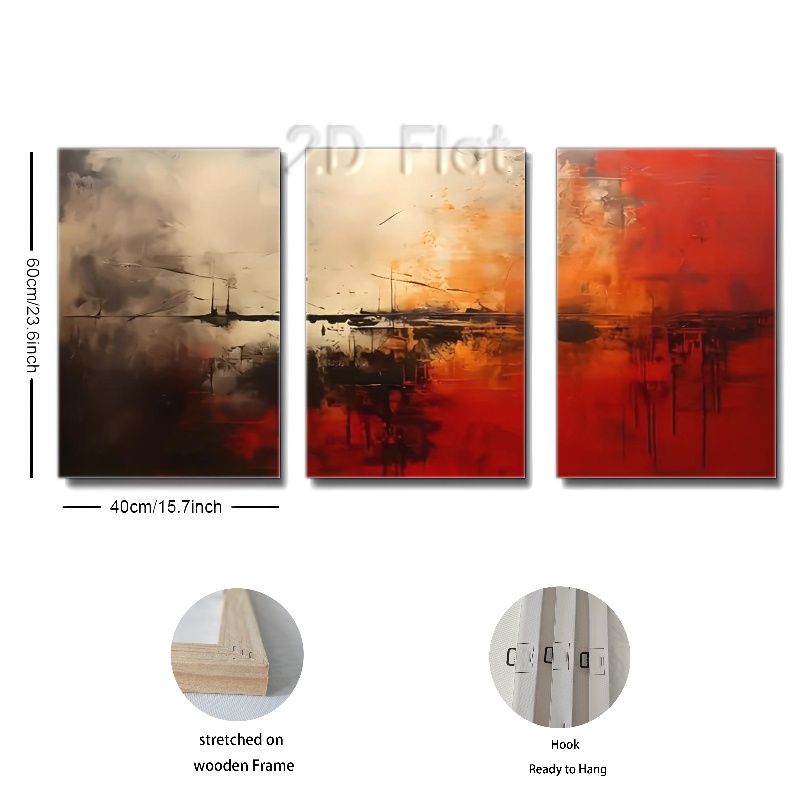 2D Flat
60cm/23.6inch
40cm/15.7inch
stretched on
wooden Frame
Hook
Ready to Hang